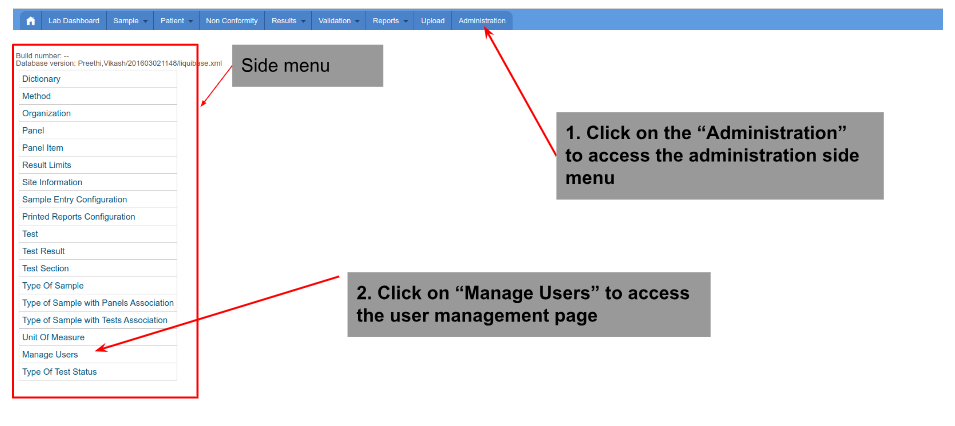 Lab Dashboard Sample Patient Non Conformity Results Validation Reports Upload Administration
Build number: --
Database version: Preethi,Vikash/201603021148/liquibase.xml
Side menu
Dictionary
Method
Organization
Panel
Panel Item
Result Limits
Site Information
Sample Entry Configuration
Printed Reports Configuration
Test
Test Result
Test Section
Type Of Sample
Type of Sample with Panels Association
Type of Sample with Tests Association
Unit Of Measure
Manage Users
Type Of Test Status
1. Click on the “Administration”
to access the administration side
menu
2. Click on “Manage Users” to access
the user management page